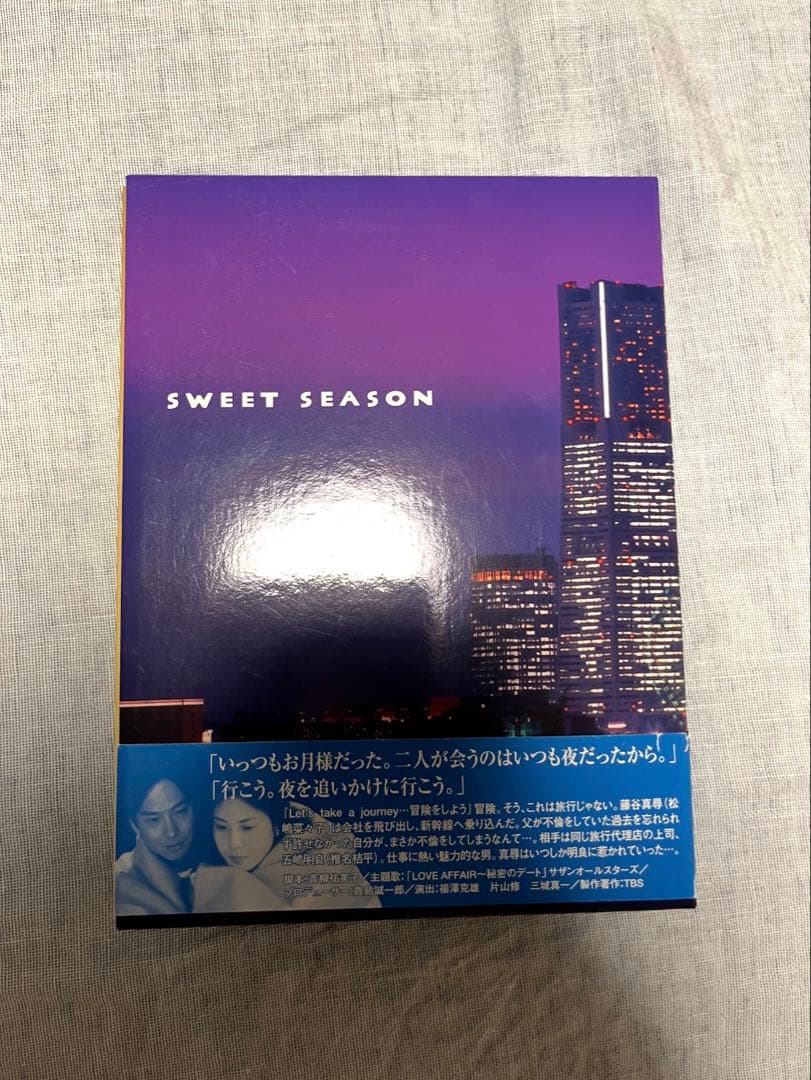 SWEET SEASON
「いっつもお月様だった。二人が会うのはいつも夜だったから。」
「行こう。夜を追いかけに行こう。」
『Let's take a journey…冒険をしよう』冒険。そう、これは旅行じゃない。藤谷真尋(松
嶋菜々子)は会社を飛び出し、新幹線へ乗り込んだ。父が不倫をしていた過去を忘れられ
ず許せなかった自分が、まさか不倫をしてしまうなんて…。相手は同じ旅行代理店の上司、
五嶋明良(椎名桔平)。仕事に熱い魅力的な男。真尋はいつしか明良に惹かれていった…。
脚本:青柳祐美子/主題歌:「LOVE AFFAIR〜秘密のデート」サザンオールスターズ/
プロデューサー:貴島誠一郎/演出:福澤克雄 片山修 三城真一/製作著作:TBS